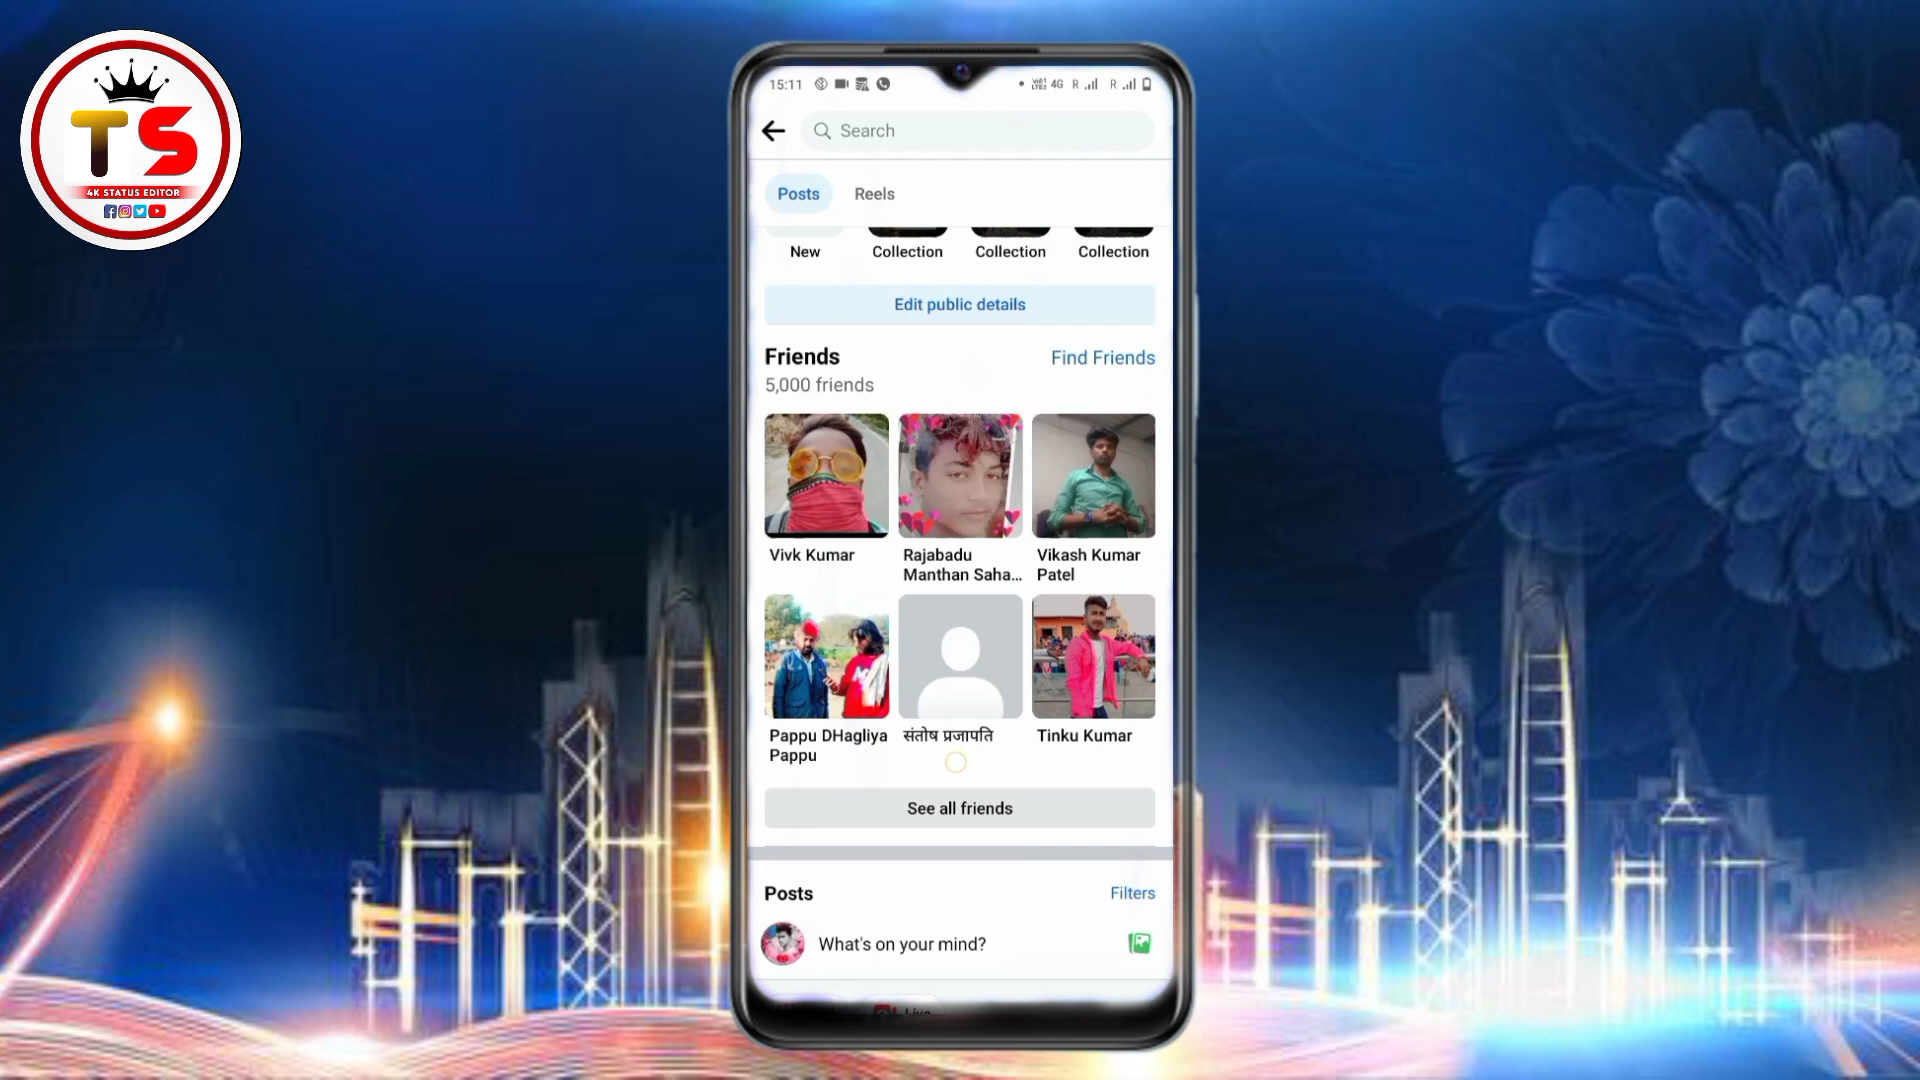 TS
4K STATUS EDITOR
15:11
4G R R
Search
Posts Reels
New Collection Collection Collection
Edit public details
Friends Find Friends
5,000 friends
Vivk Kumar
Rajabadu
Manthan Saha...
Vikash Kumar
Patel
Pappu DHagliya
Pappu
संतोष प्रजापति
Tinku Kumar
See all friends
Posts Filters
What's on your mind?